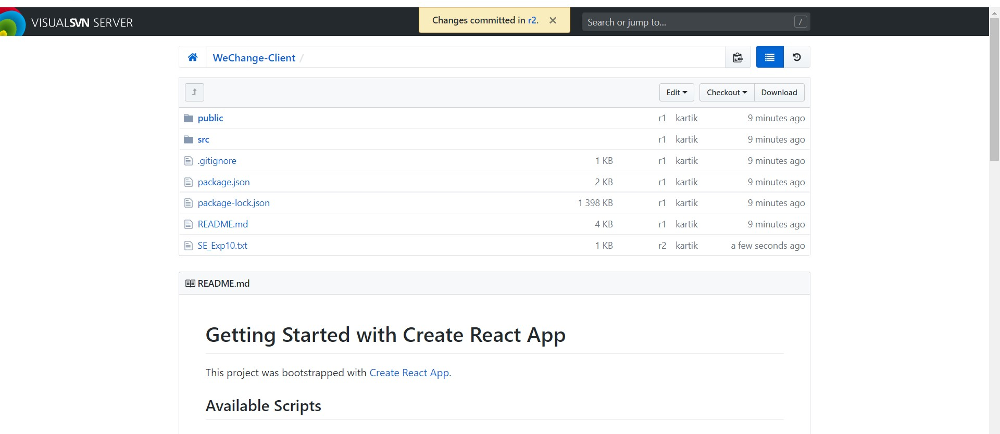 VISUALSVN SERVER
Changes committed in r2. ✕
Search or jump to... /
WeChange-Client /
Edit Checkout Download
public r1 kartik 9 minutes ago
src r1 kartik 9 minutes ago
.gitignore 1 KB r1 kartik 9 minutes ago
package.json 2 KB r1 kartik 9 minutes ago
package-lock.json 1 398 KB r1 kartik 9 minutes ago
README.md 4 KB r1 kartik 9 minutes ago
SE_Exp10.txt 1 KB r2 kartik a few seconds ago
README.md
Getting Started with Create React App
This project was bootstrapped with Create React App.
Available Scripts